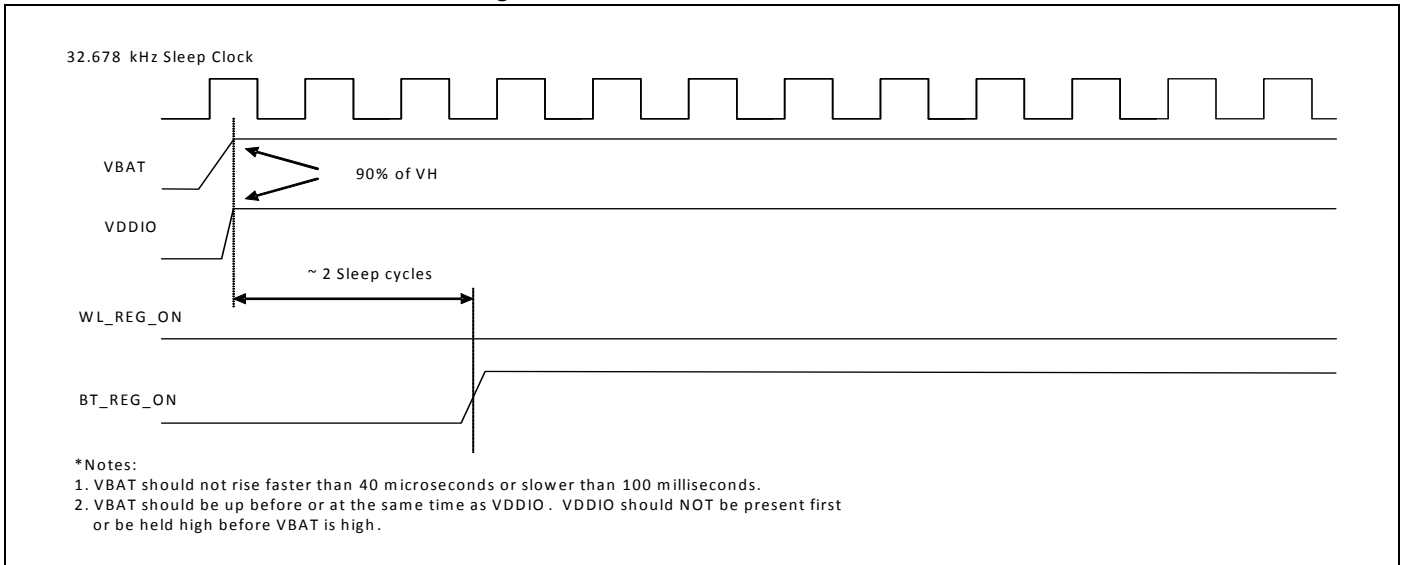 32.678 kHz Sleep Clock
VBAT
90% of VH
VDDIO
~ 2 Sleep cycles
WL_REG_ON
BT_REG_ON
*Notes:
1. VBAT should not rise faster than 40 microseconds or slower than 100 milliseconds.
2. VBAT should be up before or at the same time as VDDIO. VDDIO should NOT be present first
or be held high before VBAT is high.